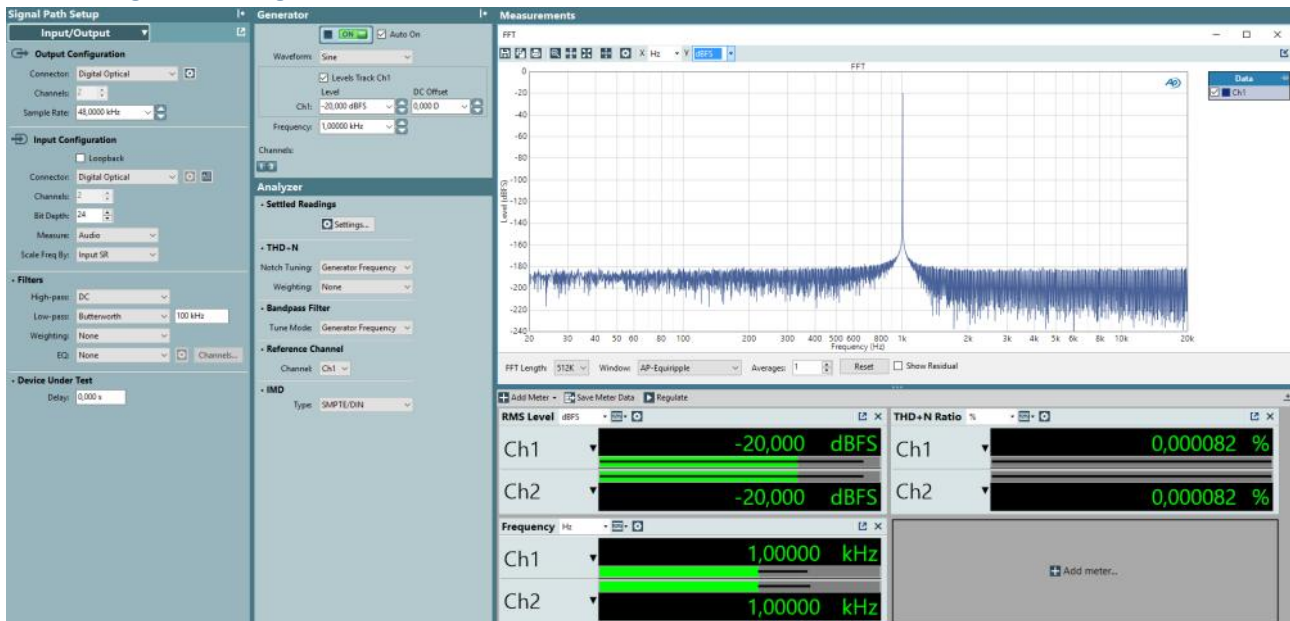 Signal Path Setup
Input/Output
Output Configuration
Connector: Digital Optical
Channels: 2
Sample Rate: 48,0000 kHz
Input Configuration
Loopback
Connector: Digital Optical
Channels: 2
Bit Depth: 24
Measure: Audio
Scale Freq By: Input SR
Filters
High-pass: DC
Low-pass: Butterworth 100 kHz
Weighting: None
EQ: None Channels...
Device Under Test
Delay: 0,000 s
Generator
ON Auto On
Waveform: Sine
Levels Track Ch1
Level DC Offset
Ch1: -20,000 dBFS 0,000 D
Frequency: 1,00000 kHz
Channels:
1 2
Analyzer
Settled Readings
Settings...
THD+N
Notch Tuning: Generator Frequency
Weighting: None
Bandpass Filter
Tune Mode: Generator Frequency
Reference Channel
Channel: Ch1
IMD
Type: SMPTE/DIN
Measurements
FFT
X Hz Y dBFS
FFT
AP
0
-20
-40
-60
-80
-100
-120
-140
-160
-180
-200
-220
-240
Level (dBFS)
20 30 40 50 60 80 100 200 300 400 500 600 800 1k 2k 3k 4k 5k 6k 8k 10k 20k
Frequency (Hz)
Data
Ch1
FFT Length: 512K Window: AP-Equiripple Averages: 1 Reset Show Residual
Add Meter Save Meter Data Regulate
RMS Level dBFS
Ch1 -20,000 dBFS
Ch2 -20,000 dBFS
THD+N Ratio %
Ch1 0,000082 %
Ch2 0,000082 %
Frequency Hz
Ch1 1,00000 kHz
Ch2 1,00000 kHz
Add meter...